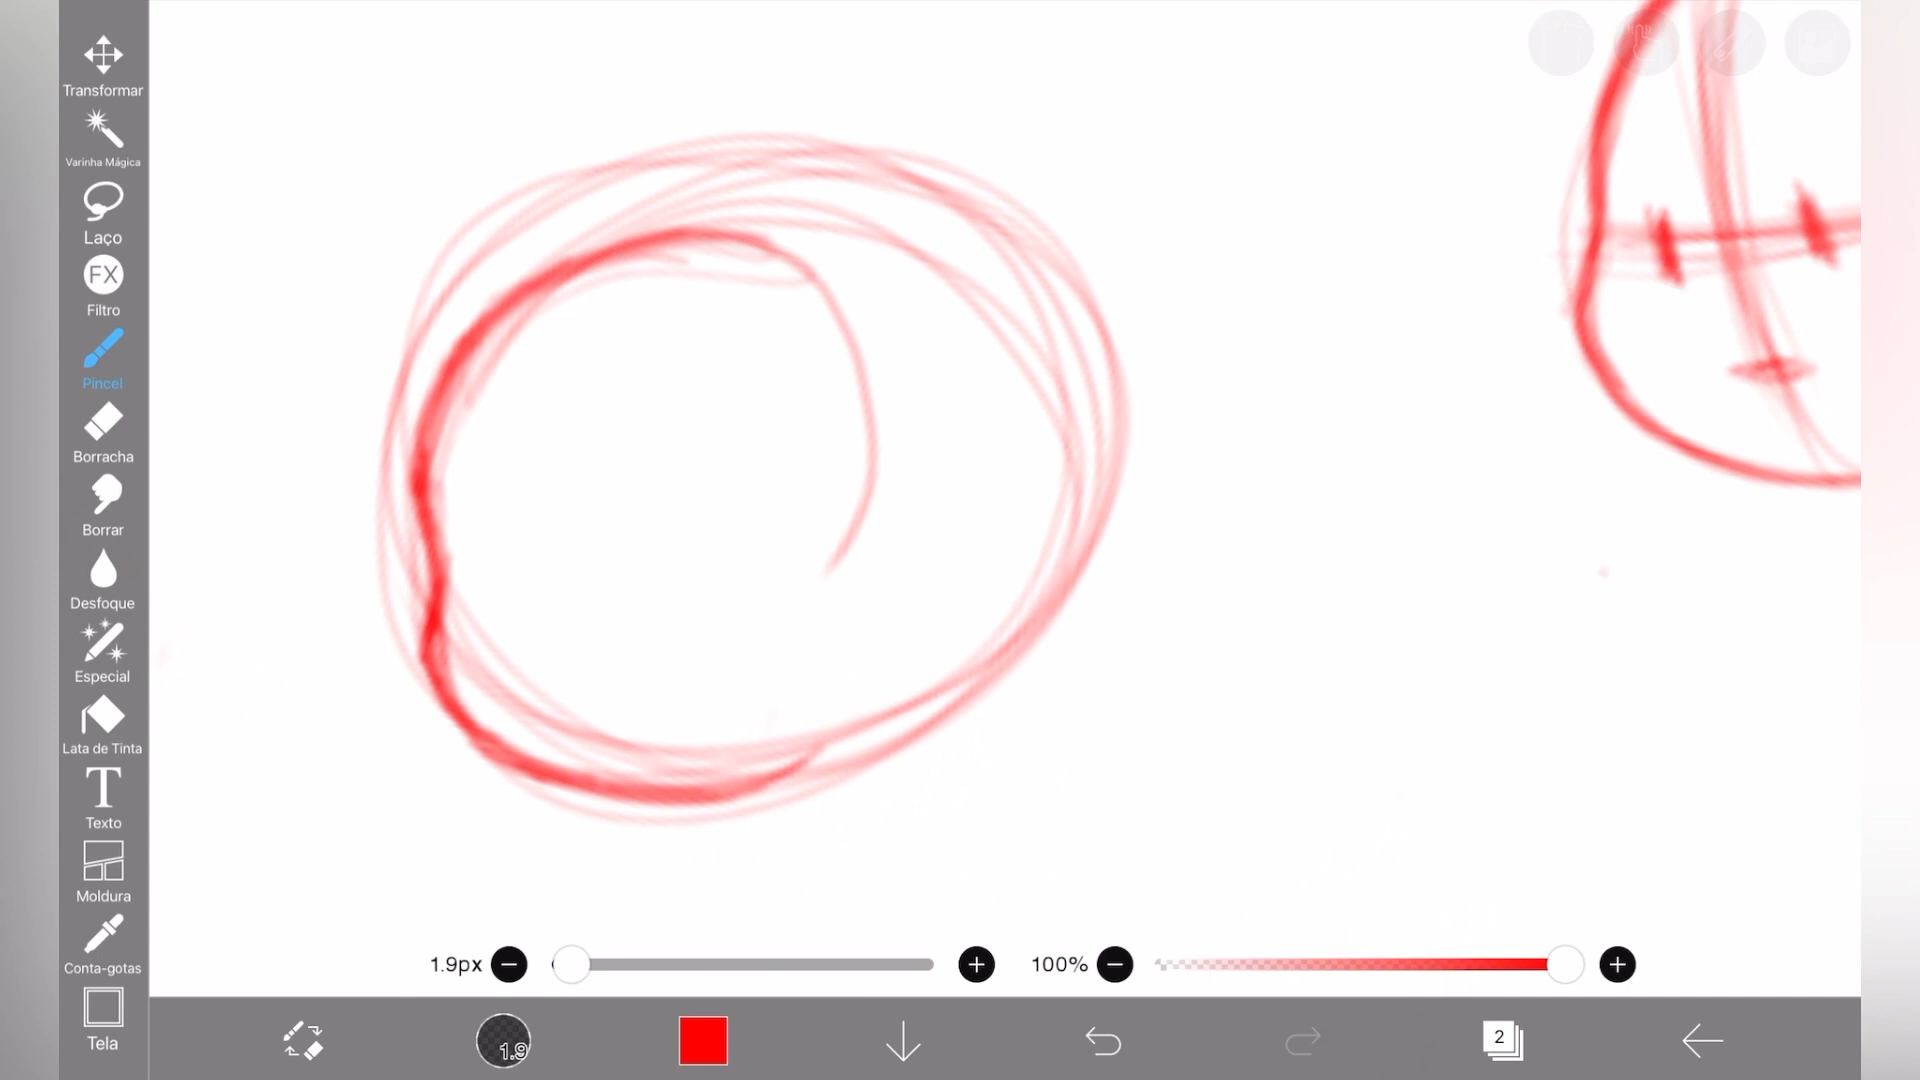 Transformar
Varinha Mágica
Laço
FX
Filtro
Pincel
Borracha
Borrar
Desfoque
Especial
Lata de Tinta
T
Texto
Moldura
Conta-gotas
Tela
1.9px
100%
1.9
2